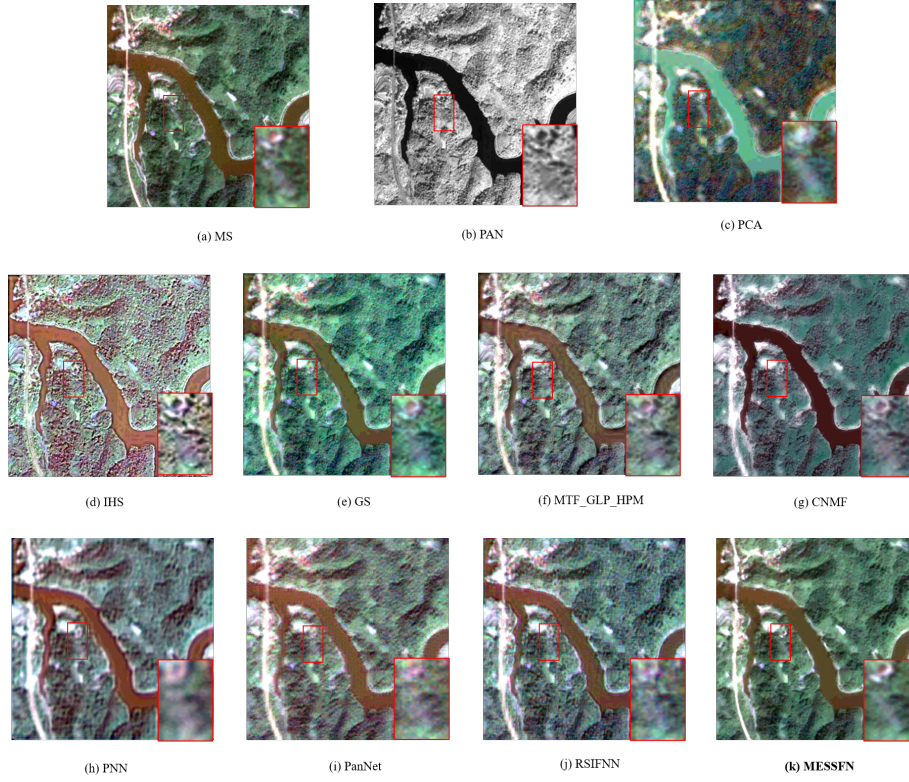 (a) MS
(b) PAN
(c) PCA
(d) IHS
(e) GS
(f) MTF_GLP_HPM
(g) CNMF
(h) PNN
(i) PanNet
(j) RSIFNN
(k) MESSFN